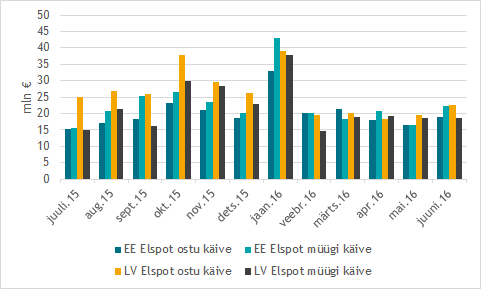 mln €
50
45
40
35
30
25
20
15
10
5
0
juuli.15
aug.15
sept.15
okt.15
nov.15
dets.15
jaan.16
veebr.16
märts.16
apr.16
mai.16
juuni.16
EE Elspot ostu käive EE Elspot müügi käive
LV Elspot ostu käive LV Elspot müügi käive